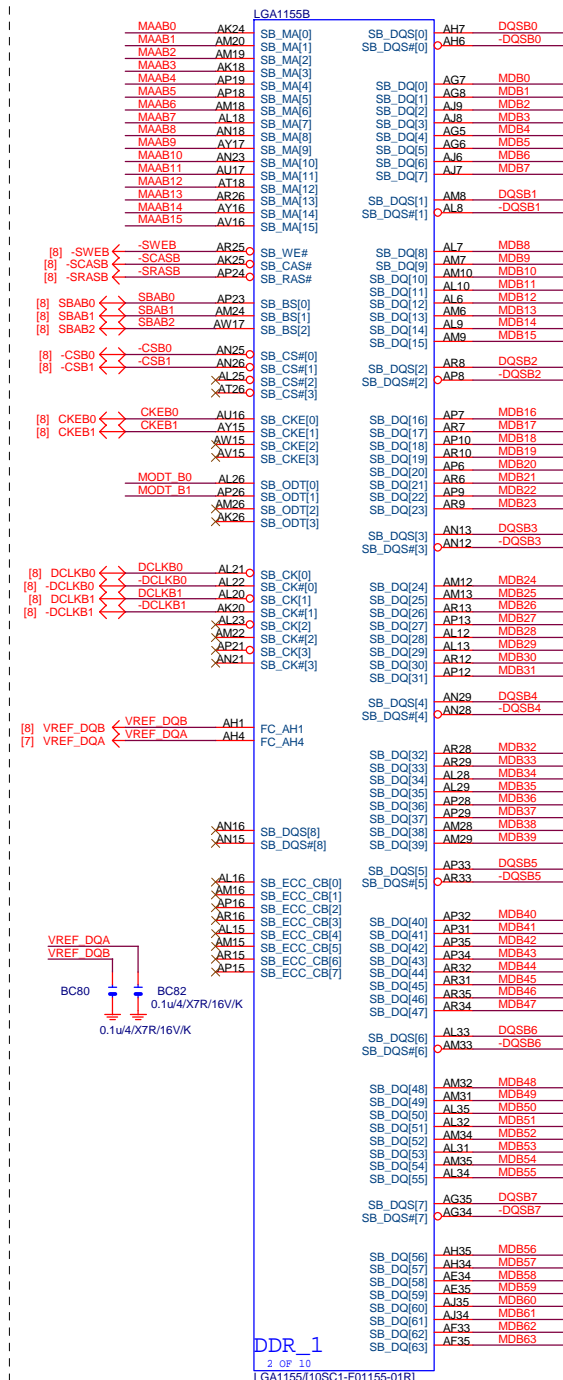 LGA1155B
MAAB0 AK24 SB_MA[0]
MAAB1 AM20 SB_MA[1]
MAAB2 AM19 SB_MA[2]
MAAB3 AK18 SB_MA[3]
MAAB4 AP19 SB_MA[4]
MAAB5 AP18 SB_MA[5]
MAAB6 AM18 SB_MA[6]
MAAB7 AL18 SB_MA[7]
MAAB8 AN18 SB_MA[8]
MAAB9 AY17 SB_MA[9]
MAAB10 AN23 SB_MA[10]
MAAB11 AU17 SB_MA[11]
MAAB12 AT18 SB_MA[12]
MAAB13 AR26 SB_MA[13]
MAAB14 AY16 SB_MA[14]
MAAB15 AV16 SB_MA[15]
[8] -SWEB -SWEB AR25 SB_WE#
[8] -SCASB -SCASB AK25 SB_CAS#
[8] -SRASB -SRASB AP24 SB_RAS#
[8] SBAB0 SBAB0 AP23 SB_BS[0]
[8] SBAB1 SBAB1 AM24 SB_BS[1]
[8] SBAB2 SBAB2 AW17 SB_BS[2]
[8] -CSB0 -CSB0 AN25 SB_CS#[0]
[8] -CSB1 -CSB1 AN26 SB_CS#[1]
AL25 SB_CS#[2]
AT26 SB_CS#[3]
[8] CKEB0 CKEB0 AU16 SB_CKE[0]
[8] CKEB1 CKEB1 AY15 SB_CKE[1]
AW15 SB_CKE[2]
AV15 SB_CKE[3]
MODT_B0 AL26 SB_ODT[0]
MODT_B1 AP26 SB_ODT[1]
AM26 SB_ODT[2]
AK26 SB_ODT[3]
[8] DCLKB0 DCLKB0 AL21 SB_CK[0]
[8] -DCLKB0 -DCLKB0 AL22 SB_CK#[0]
[8] DCLKB1 DCLKB1 AL20 SB_CK[1]
[8] -DCLKB1 -DCLKB1 AK20 SB_CK#[1]
AL23 SB_CK[2]
AM22 SB_CK#[2]
AP21 SB_CK[3]
AN21 SB_CK#[3]
[8] VREF_DQB VREF_DQB AH1 FC_AH1
[7] VREF_DQA VREF_DQA AH4 FC_AH4
AN16 SB_DQS[8]
AN15 SB_DQS#[8]
AL16 SB_ECC_CB[0]
AM16 SB_ECC_CB[1]
AP16 SB_ECC_CB[2]
AR16 SB_ECC_CB[3]
AL15 SB_ECC_CB[4]
AM15 SB_ECC_CB[5]
AR15 SB_ECC_CB[6]
AP15 SB_ECC_CB[7]
VREF_DQA
VREF_DQB
BC80 BC82
0.1u/4/X7R/16V/K
0.1u/4/X7R/16V/K
SB_DQS[0] AH7 DQSB0
SB_DQS#[0] AH6 -DQSB0
SB_DQ[0] AG7 MDB0
SB_DQ[1] AG8 MDB1
SB_DQ[2] AJ9 MDB2
SB_DQ[3] AJ8 MDB3
SB_DQ[4] AG5 MDB4
SB_DQ[5] AG6 MDB5
SB_DQ[6] AJ6 MDB6
SB_DQ[7] AJ7 MDB7
SB_DQS[1] AM8 DQSB1
SB_DQS#[1] AL8 -DQSB1
SB_DQ[8] AL7 MDB8
SB_DQ[9] AM7 MDB9
SB_DQ[10] AM10 MDB10
SB_DQ[11] AL10 MDB11
SB_DQ[12] AL6 MDB12
SB_DQ[13] AM6 MDB13
SB_DQ[14] AL9 MDB14
SB_DQ[15] AM9 MDB15
SB_DQS[2] AR8 DQSB2
SB_DQS#[2] AP8 -DQSB2
SB_DQ[16] AP7 MDB16
SB_DQ[17] AR7 MDB17
SB_DQ[18] AP10 MDB18
SB_DQ[19] AR10 MDB19
SB_DQ[20] AP6 MDB20
SB_DQ[21] AR6 MDB21
SB_DQ[22] AP9 MDB22
SB_DQ[23] AR9 MDB23
SB_DQS[3] AN13 DQSB3
SB_DQS#[3] AN12 -DQSB3
SB_DQ[24] AM12 MDB24
SB_DQ[25] AM13 MDB25
SB_DQ[26] AR13 MDB26
SB_DQ[27] AP13 MDB27
SB_DQ[28] AL12 MDB28
SB_DQ[29] AL13 MDB29
SB_DQ[30] AR12 MDB30
SB_DQ[31] AP12 MDB31
SB_DQS[4] AN29 DQSB4
SB_DQS#[4] AN28 -DQSB4
SB_DQ[32] AR28 MDB32
SB_DQ[33] AR29 MDB33
SB_DQ[34] AL28 MDB34
SB_DQ[35] AL29 MDB35
SB_DQ[36] AP28 MDB36
SB_DQ[37] AP29 MDB37
SB_DQ[38] AM28 MDB38
SB_DQ[39] AM29 MDB39
SB_DQS[5] AP33 DQSB5
SB_DQS#[5] AR33 -DQSB5
SB_DQ[40] AP32 MDB40
SB_DQ[41] AP31 MDB41
SB_DQ[42] AP35 MDB42
SB_DQ[43] AP34 MDB43
SB_DQ[44] AR32 MDB44
SB_DQ[45] AR31 MDB45
SB_DQ[46] AR35 MDB46
SB_DQ[47] AR34 MDB47
SB_DQS[6] AL33 DQSB6
SB_DQS#[6] AM33 -DQSB6
SB_DQ[48] AM32 MDB48
SB_DQ[49] AM31 MDB49
SB_DQ[50] AL35 MDB50
SB_DQ[51] AL32 MDB51
SB_DQ[52] AM34 MDB52
SB_DQ[53] AL31 MDB53
SB_DQ[54] AM35 MDB54
SB_DQ[55] AL34 MDB55
SB_DQS[7] AG35 DQSB7
SB_DQS#[7] AG34 -DQSB7
SB_DQ[56] AH35 MDB56
SB_DQ[57] AH34 MDB57
SB_DQ[58] AE34 MDB58
SB_DQ[59] AE35 MDB59
SB_DQ[60] AJ35 MDB60
SB_DQ[61] AJ34 MDB61
SB_DQ[62] AF33 MDB62
SB_DQ[63] AF35 MDB63
DDR_1
2 OF 10
LGA1155/[10SC1-F01155-01R]